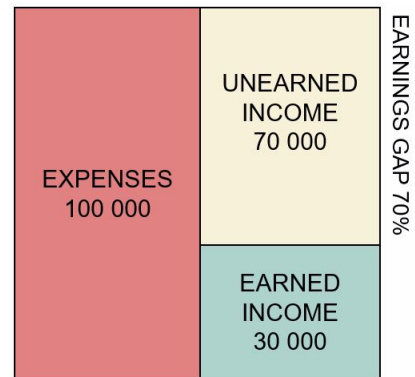 EXPENSES
100 000
UNEARNED
INCOME
70 000
EARNED
INCOME
30 000
EARNINGS GAP 70%